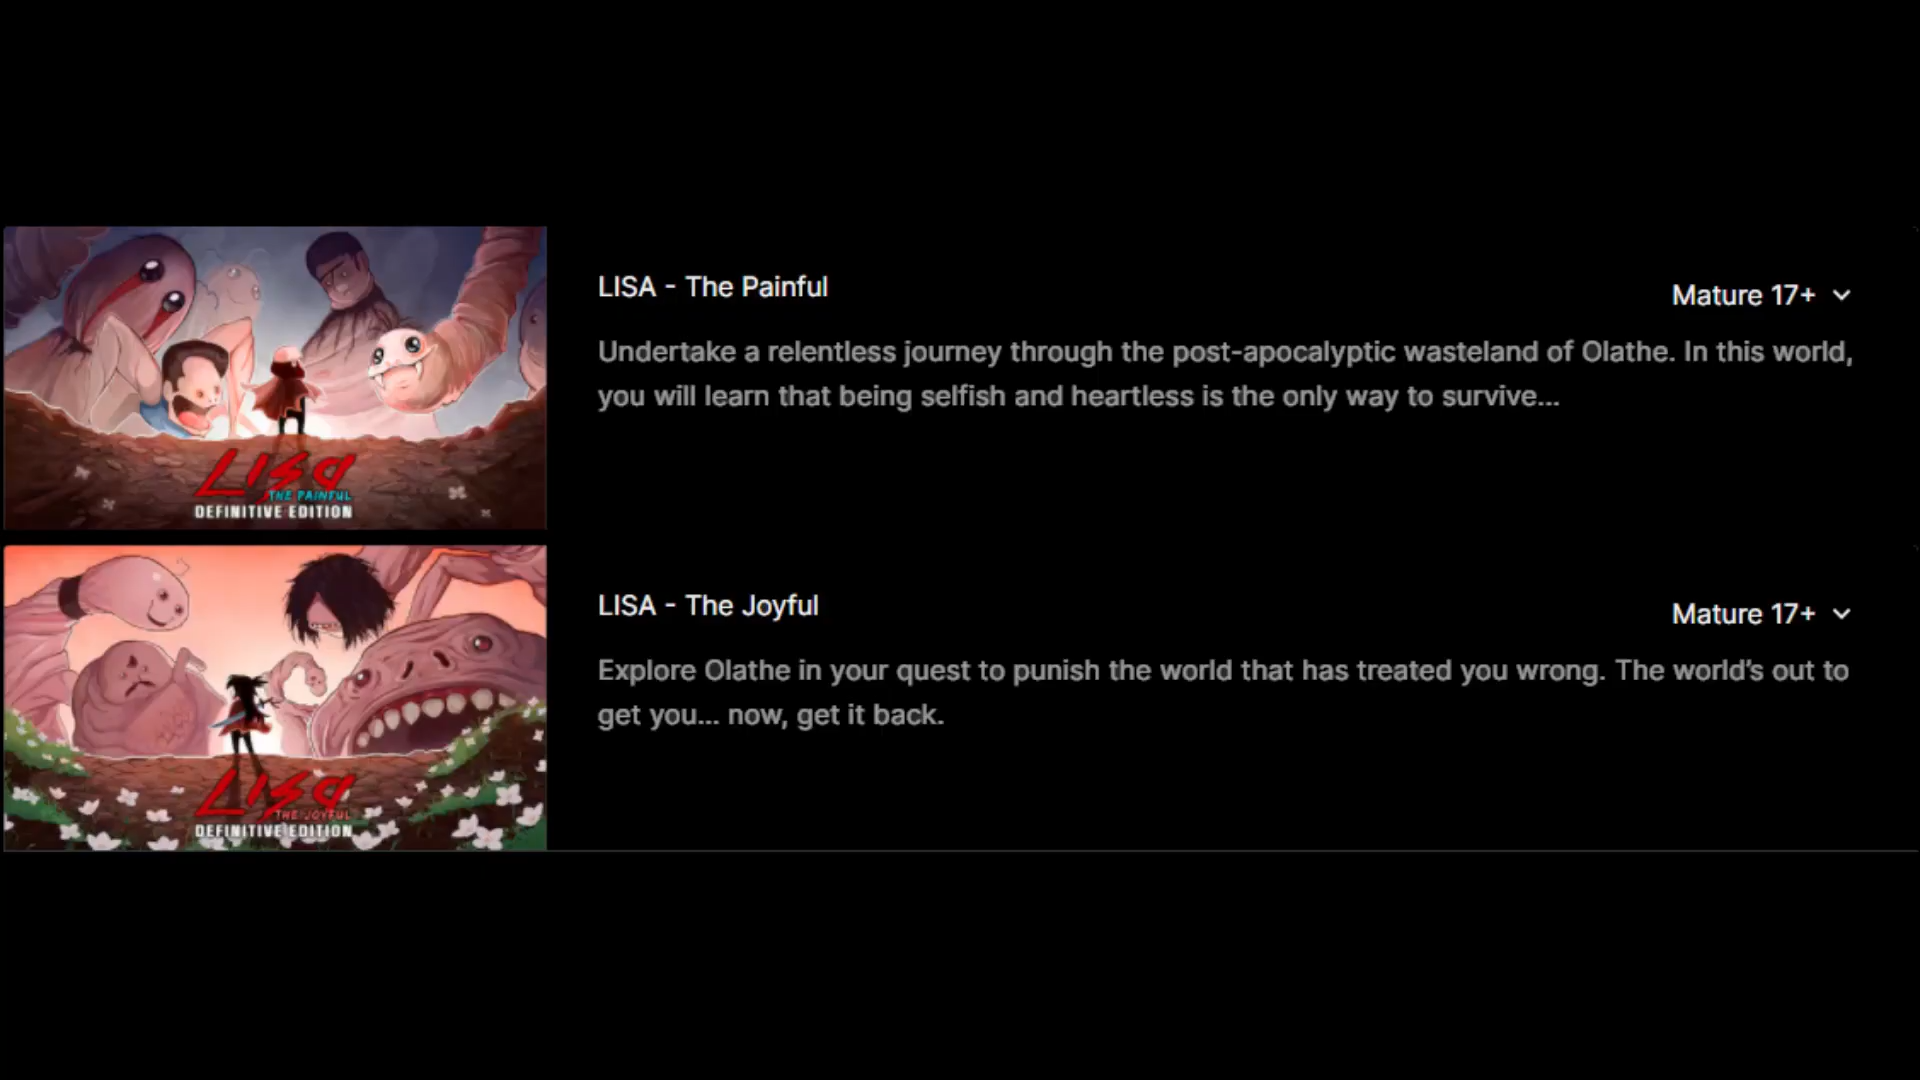 LISA
THE PAINFUL
DEFINITIVE EDITION
LISA - The Painful
Mature 17+
Undertake a relentless journey through the post-apocalyptic wasteland of Olathe. In this world,
you will learn that being selfish and heartless is the only way to survive...
LISA
THE JOYFUL
DEFINITIVE EDITION
LISA - The Joyful
Mature 17+
Explore Olathe in your quest to punish the world that has treated you wrong. The world's out to
get you... now, get it back.